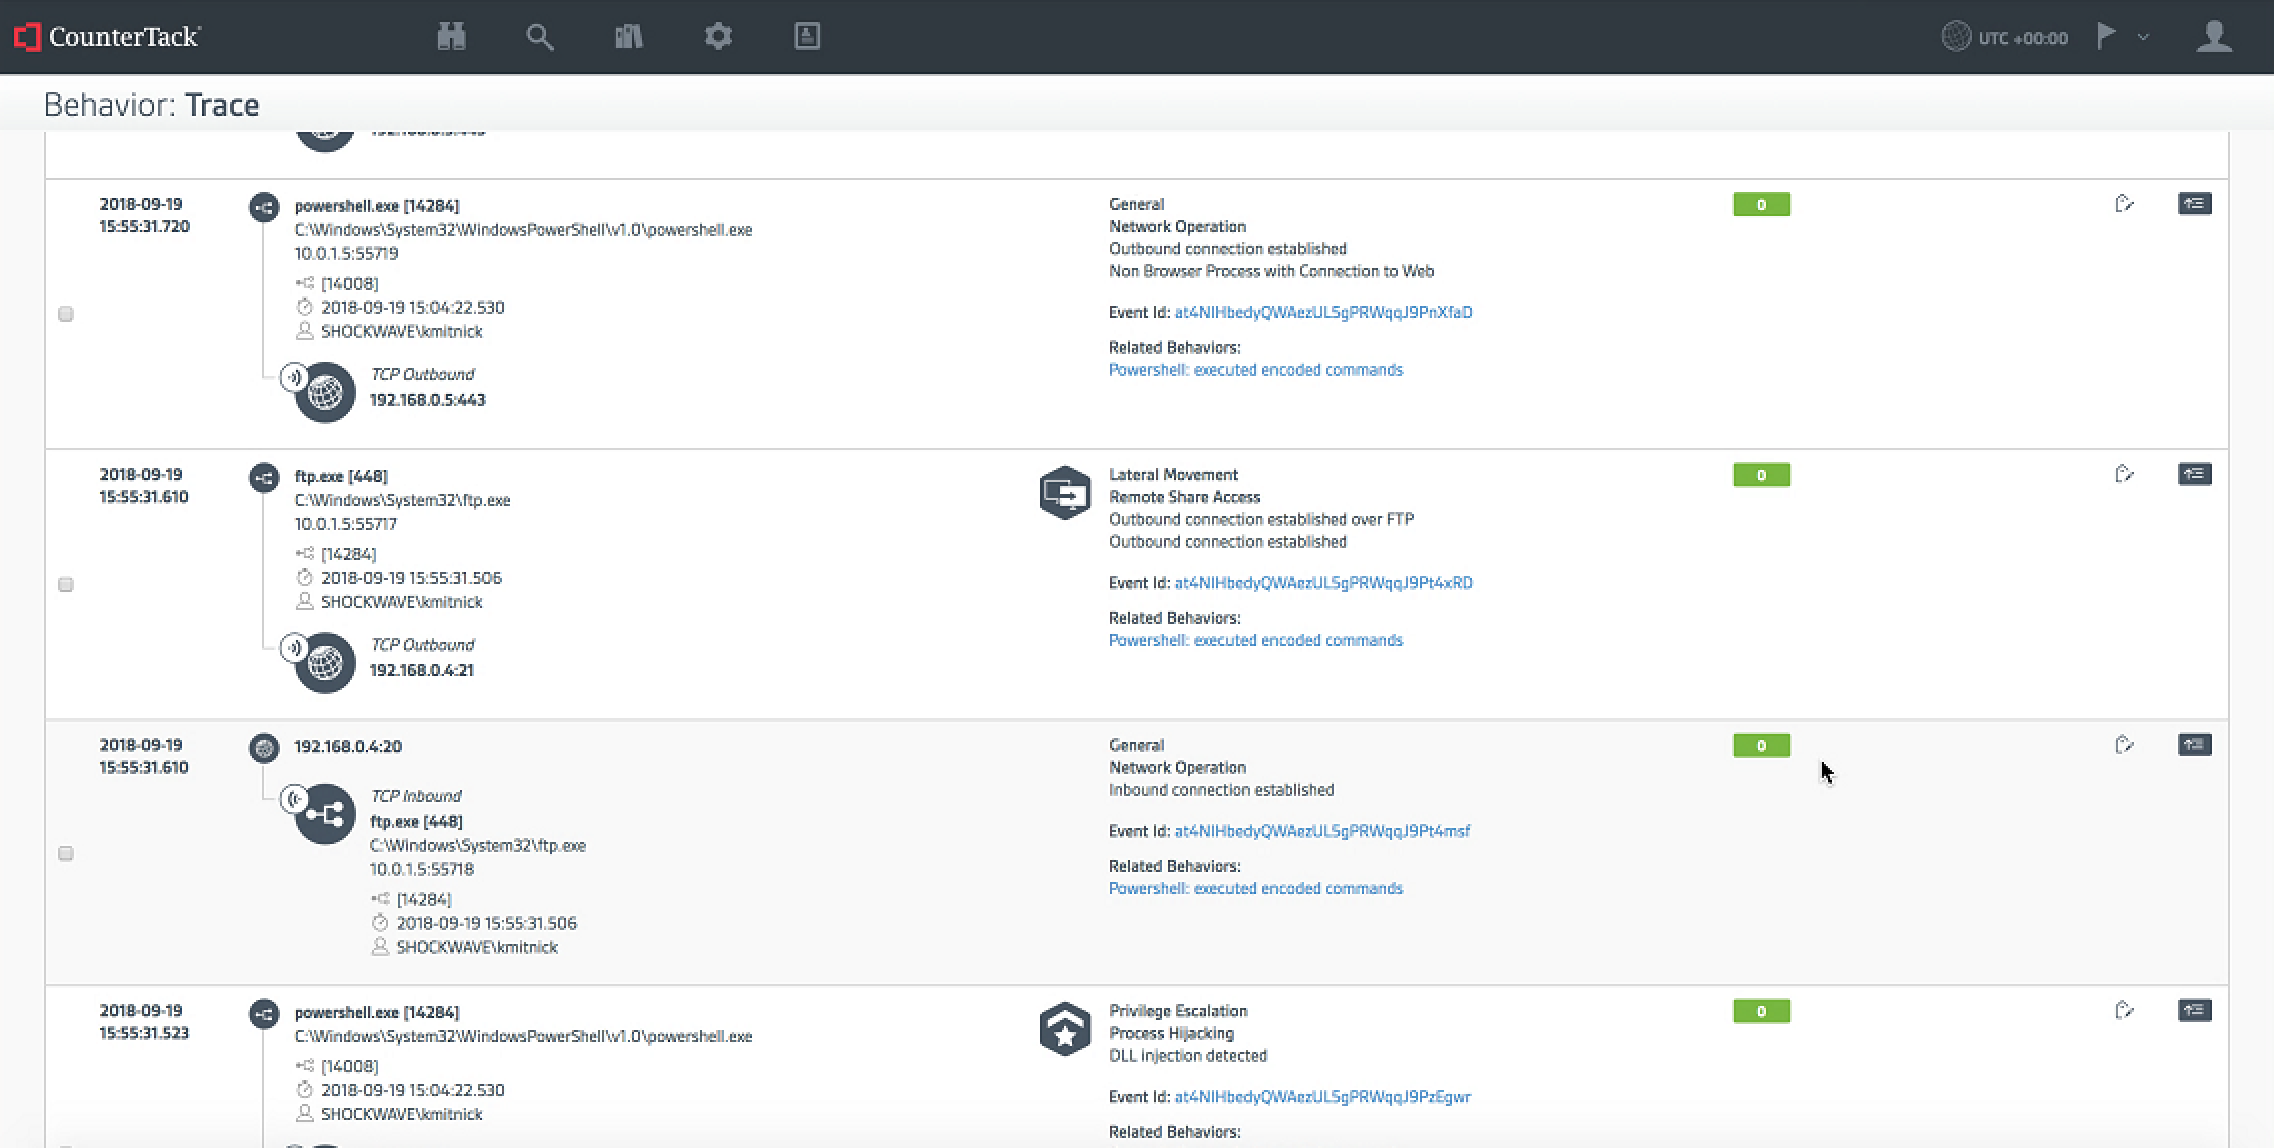 CounterTack
UTC +00:00
Behavior: Trace
2018-09-19
15:55:31.720
powershell.exe [14284]
C:\Windows\System32\WindowsPowerShell\v1.0\powershell.exe
10.0.1.5:55719
[14008]
2018-09-19 15:04:22.530
SHOCKWAVE\kmitnick
TCP Outbound
192.168.0.5:443
General
Network Operation
Outbound connection established
Non Browser Process with Connection to Web
Event Id: at4NIHbedyQWAezUL5gPRWqqJ9PnXfaD
Related Behaviors:
Powershell: executed encoded commands
0
2018-09-19
15:55:31.610
ftp.exe [448]
C:\Windows\System32\ftp.exe
10.0.1.5:55717
[14284]
2018-09-19 15:55:31.506
SHOCKWAVE\kmitnick
TCP Outbound
192.168.0.4:21
Lateral Movement
Remote Share Access
Outbound connection established over FTP
Outbound connection established
Event Id: at4NIHbedyQWAezUL5gPRWqqJ9Pt4xRD
Related Behaviors:
Powershell: executed encoded commands
0
2018-09-19
15:55:31.610
192.168.0.4:20
TCP Inbound
ftp.exe [448]
C:\Windows\System32\ftp.exe
10.0.1.5:55718
[14284]
2018-09-19 15:55:31.506
SHOCKWAVE\kmitnick
General
Network Operation
Inbound connection established
Event Id: at4NIHbedyQWAezUL5gPRWqqJ9Pt4msf
Related Behaviors:
Powershell: executed encoded commands
0
2018-09-19
15:55:31.523
powershell.exe [14284]
C:\Windows\System32\WindowsPowerShell\v1.0\powershell.exe
[14008]
2018-09-19 15:04:22.530
SHOCKWAVE\kmitnick
Privilege Escalation
Process Hijacking
DLL injection detected
Event Id: at4NIHbedyQWAezUL5gPRWqqJ9PzEgwr
Related Behaviors:
0